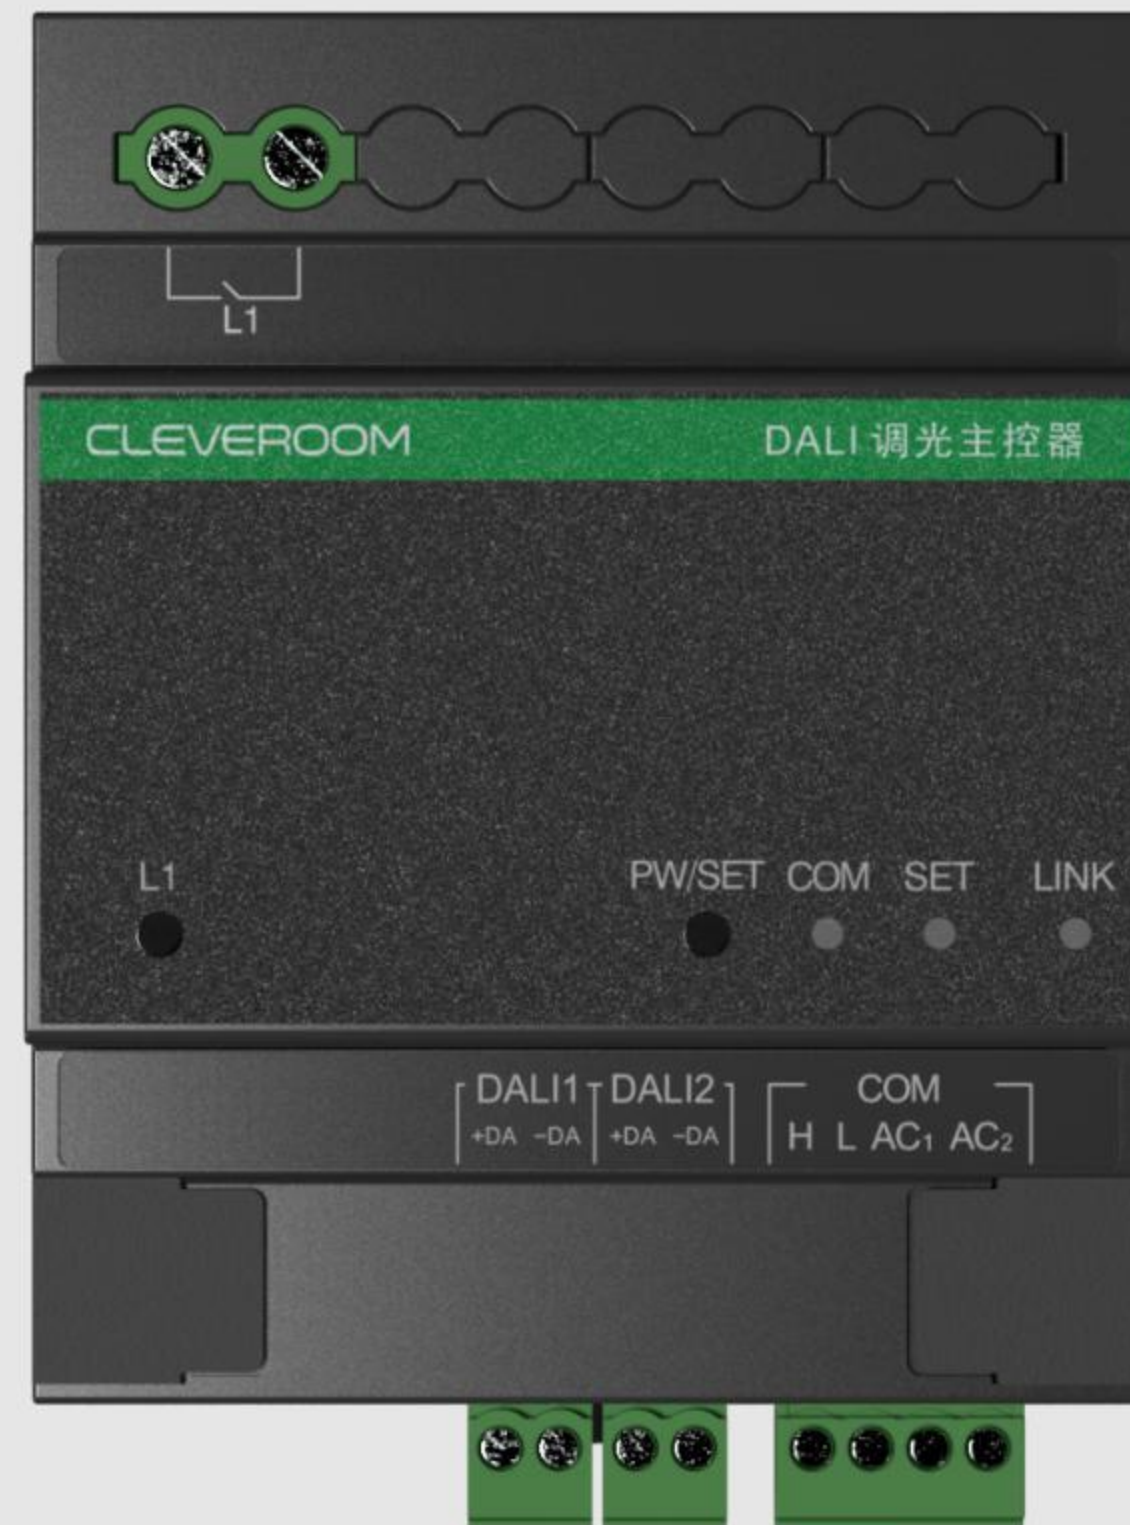 L1
CLEVEROOM DALI 调光主控器
L1 PW/SET COM SET LINK
DALI1 DALI2 COM
+DA -DA +DA -DA H L AC₁ AC₂